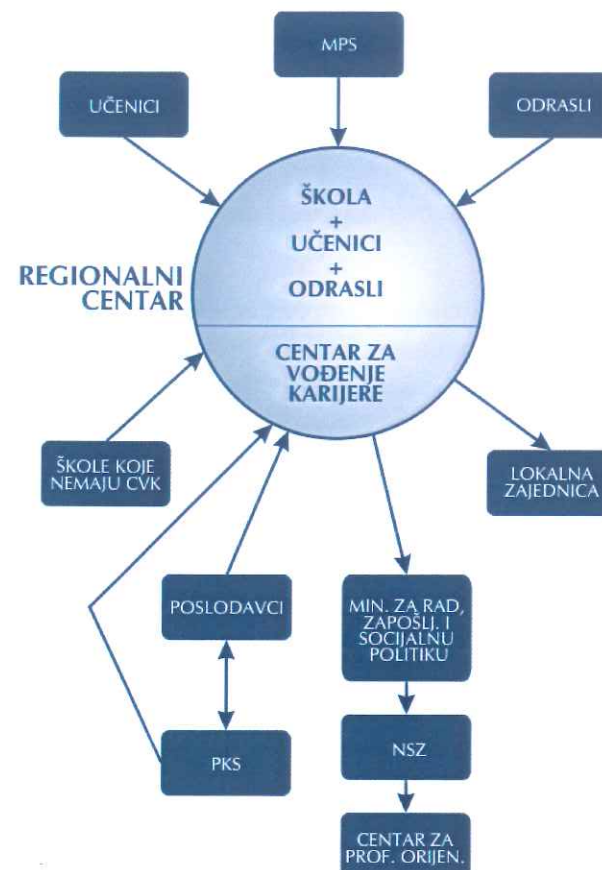 MPS
UČENICI
ODRASLI
ŠKOLA
+
UČENICI
+
ODRASLI
REGIONALNI
CENTAR
CENTAR ZA
VOĐENJE
KARIJERE
ŠKOLE KOJE
NEMAJU CVK
LOKALNA
ZAJEDNICA
POSLODAVCI
MIN. ZA RAD,
ZAPOŠLJ. I
SOCIJALNU
POLITIKU
PKS
NSZ
CENTAR ZA
PROF. ORIJEN.